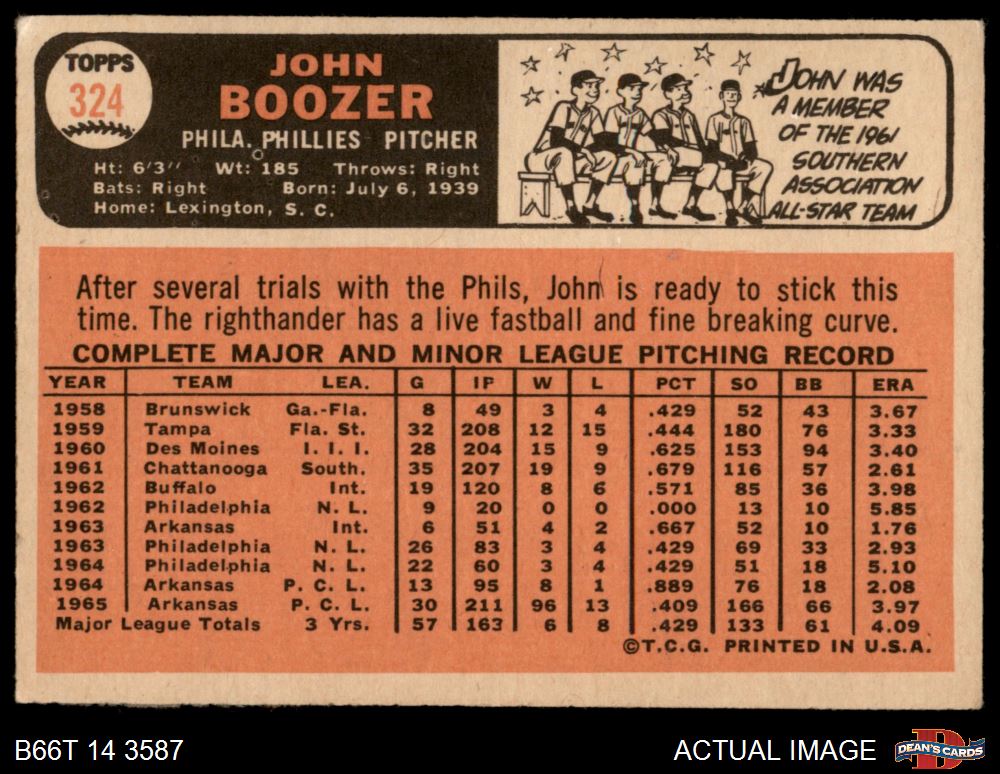 TOPPS
324
JOHN
BOOZER
PHILA. PHILLIES PITCHER
Ht: 6'3" Wt: 185 Throws: Right
Bats: Right Born: July 6, 1939
Home: Lexington, S. C.
JOHN WAS
A MEMBER
OF THE 1961
SOUTHERN
ASSOCIATION
ALL-STAR TEAM
After several trials with the Phils, John is ready to stick this
time. The righthander has a live fastball and fine breaking curve.
COMPLETE MAJOR AND MINOR LEAGUE PITCHING RECORD
YEAR TEAM LEA. G IP W L PCT SO BB ERA
1958 Brunswick Ga.-Fla. 8 49 3 4 .429 52 43 3.67
1959 Tampa Fla. St. 32 208 12 15 .444 180 76 3.33
1960 Des Moines I. I. I. 28 204 15 9 .625 153 94 3.40
1961 Chattanooga South. 35 207 19 9 .679 116 57 2.61
1962 Buffalo Int. 19 120 8 6 .571 85 36 3.98
1962 Philadelphia N. L. 9 20 0 0 .000 13 10 5.85
1963 Arkansas Int. 6 51 4 2 .667 52 10 1.76
1963 Philadelphia N. L. 26 83 3 4 .429 69 33 2.93
1964 Philadelphia N. L. 22 60 3 4 .429 51 18 5.10
1964 Arkansas P. C. L. 13 95 8 1 .889 76 18 2.08
1965 Arkansas P. C. L. 30 211 96 13 .409 166 66 3.97
Major League Totals 3 Yrs. 57 163 6 8 .429 133 61 4.09
©T.C.G. PRINTED IN U.S.A.
B66T 14 3587
ACTUAL IMAGE
D
DEAN'S CARDS